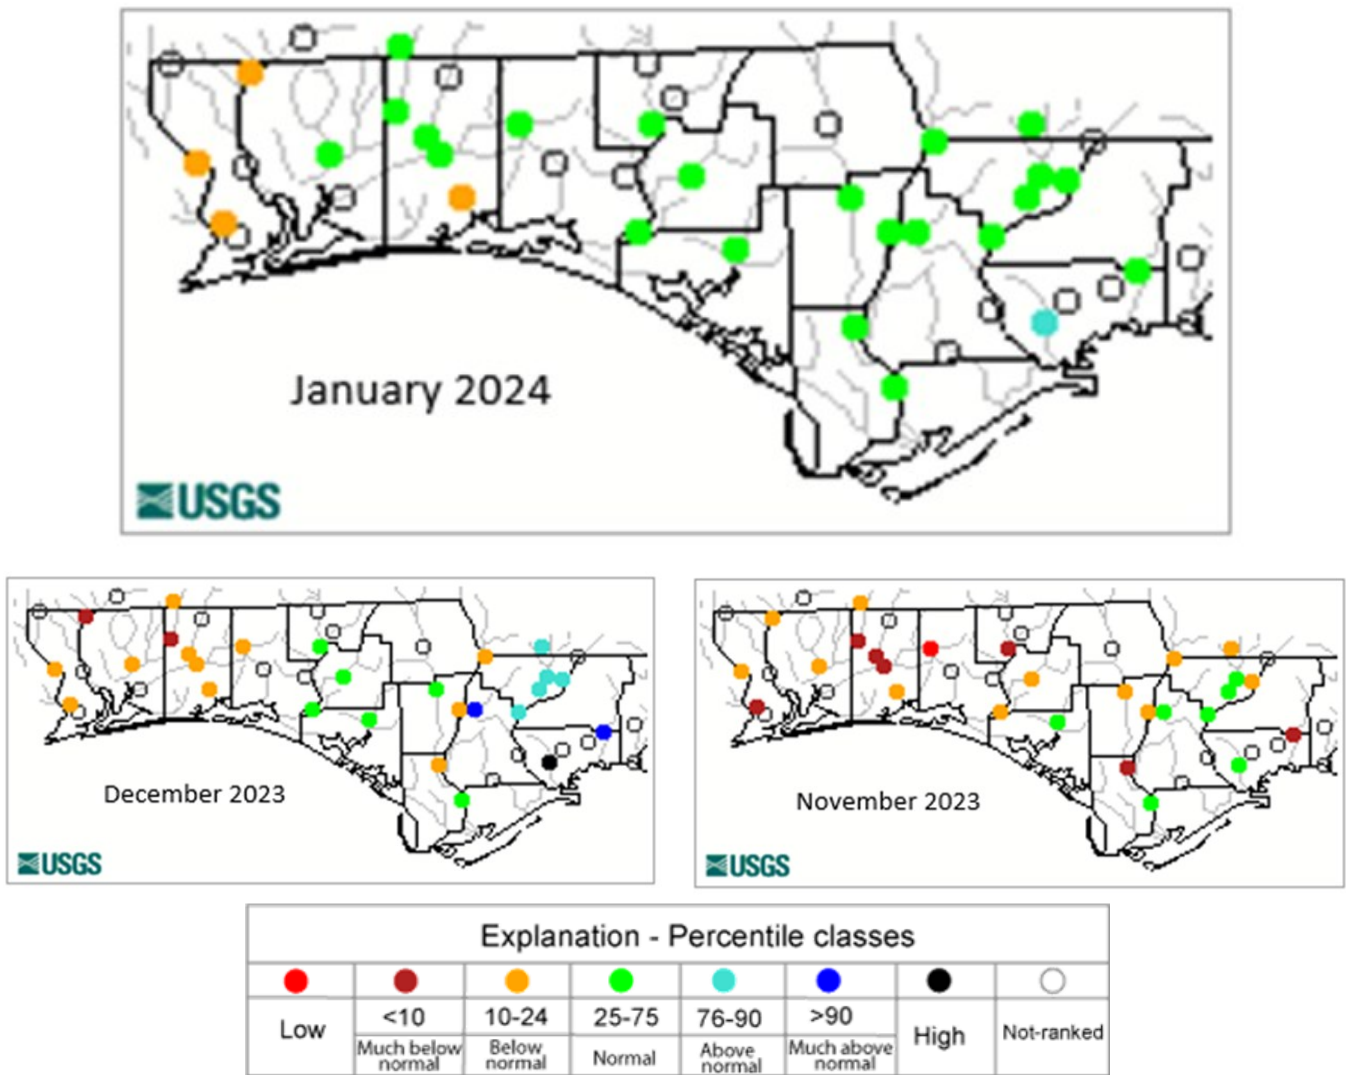 January 2024
USGS
December 2023
USGS
November 2023
USGS
Explanation - Percentile classes
Low
<10
10-24
25-75
76-90
>90
High
Not-ranked
Much below
normal
Below
normal
Normal
Above
normal
Much above
normal